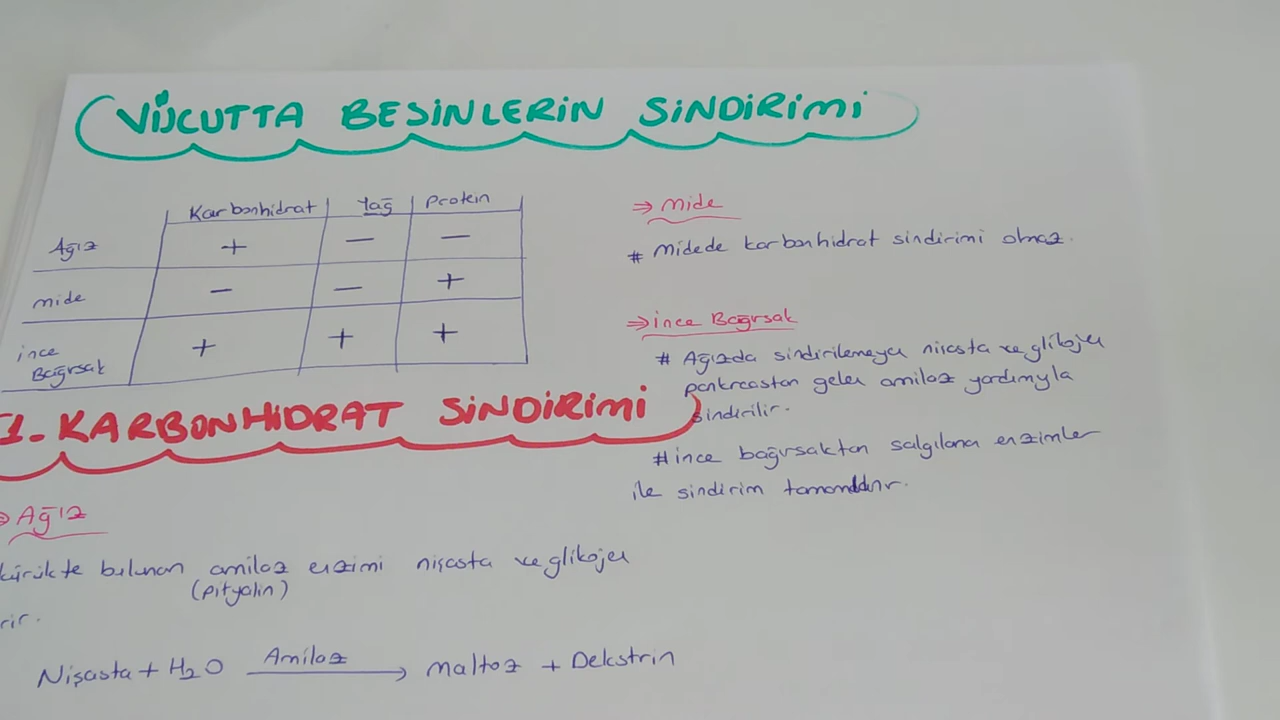 VÜCUTTA BESİNLERİN SİNDİRİMİ
Karbonhidrat Yağ Protein
Ağız + — —
mide — — +
ince Bağırsak + + +
1. KARBONHİDRAT SİNDİRİMİ
⇒ Ağız
bulunan amilaz enzimi nişasta ve glikojen
(pityalin)
Nişasta + H2O Amilaz → maltoz + Dekstrin
⇒ mide
# midede karbonhidrat sindirimi olmaz.
⇒ ince Bağırsak
# Ağızda sindirilemeyen nişasta ve glikojen
pankreastan gelen amilaz yardımıyla
sindirilir.
# ince bağırsaktan salgılanan enzimler
ile sindirim tamamlanır.